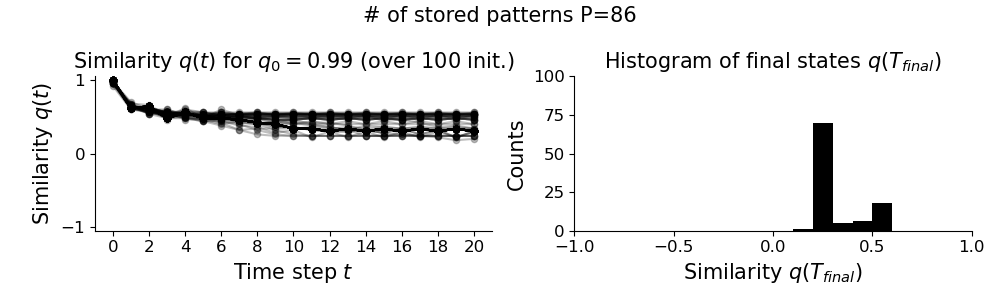 # of stored patterns P=86
Similarity q(t) for q₀ = 0.99 (over 100 init.)
Similarity q(t)
1
0
−1
0 2 4 6 8 10 12 14 16 18 20
Time step t
Histogram of final states q(T_final)
Counts
100
75
50
25
0
−1.0 −0.5 0.0 0.5 1.0
Similarity q(T_final)